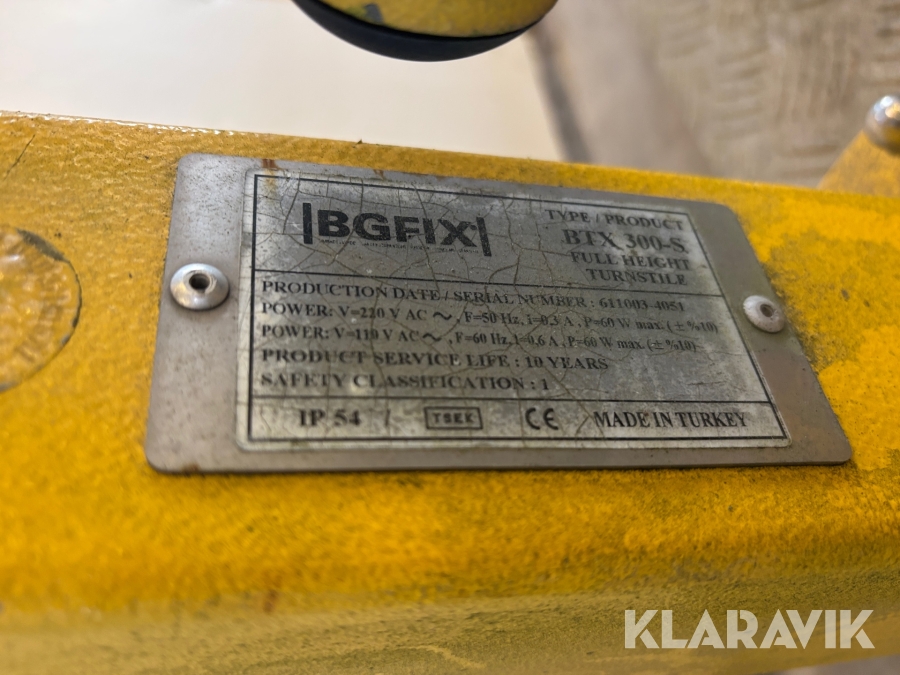 |BGFIX|
TYPE / PRODUCT
BTX 300-S
FULL HEIGHT
TURNSTILE
PRODUCTION DATE / SERIAL NUMBER : 611003-4051
POWER: V=220 V AC ~, F=50 Hz, i=0,3 A , P=60 W max. (±%10)
POWER: V=110 V AC ~, F=60 Hz, i=0,6 A , P=60 W max. (±%10)
PRODUCT SERVICE LIFE : 10 YEARS
SAFETY CLASSIFICATION : 1
IP 54 / TSEK CE MADE IN TURKEY
KLARAVIK